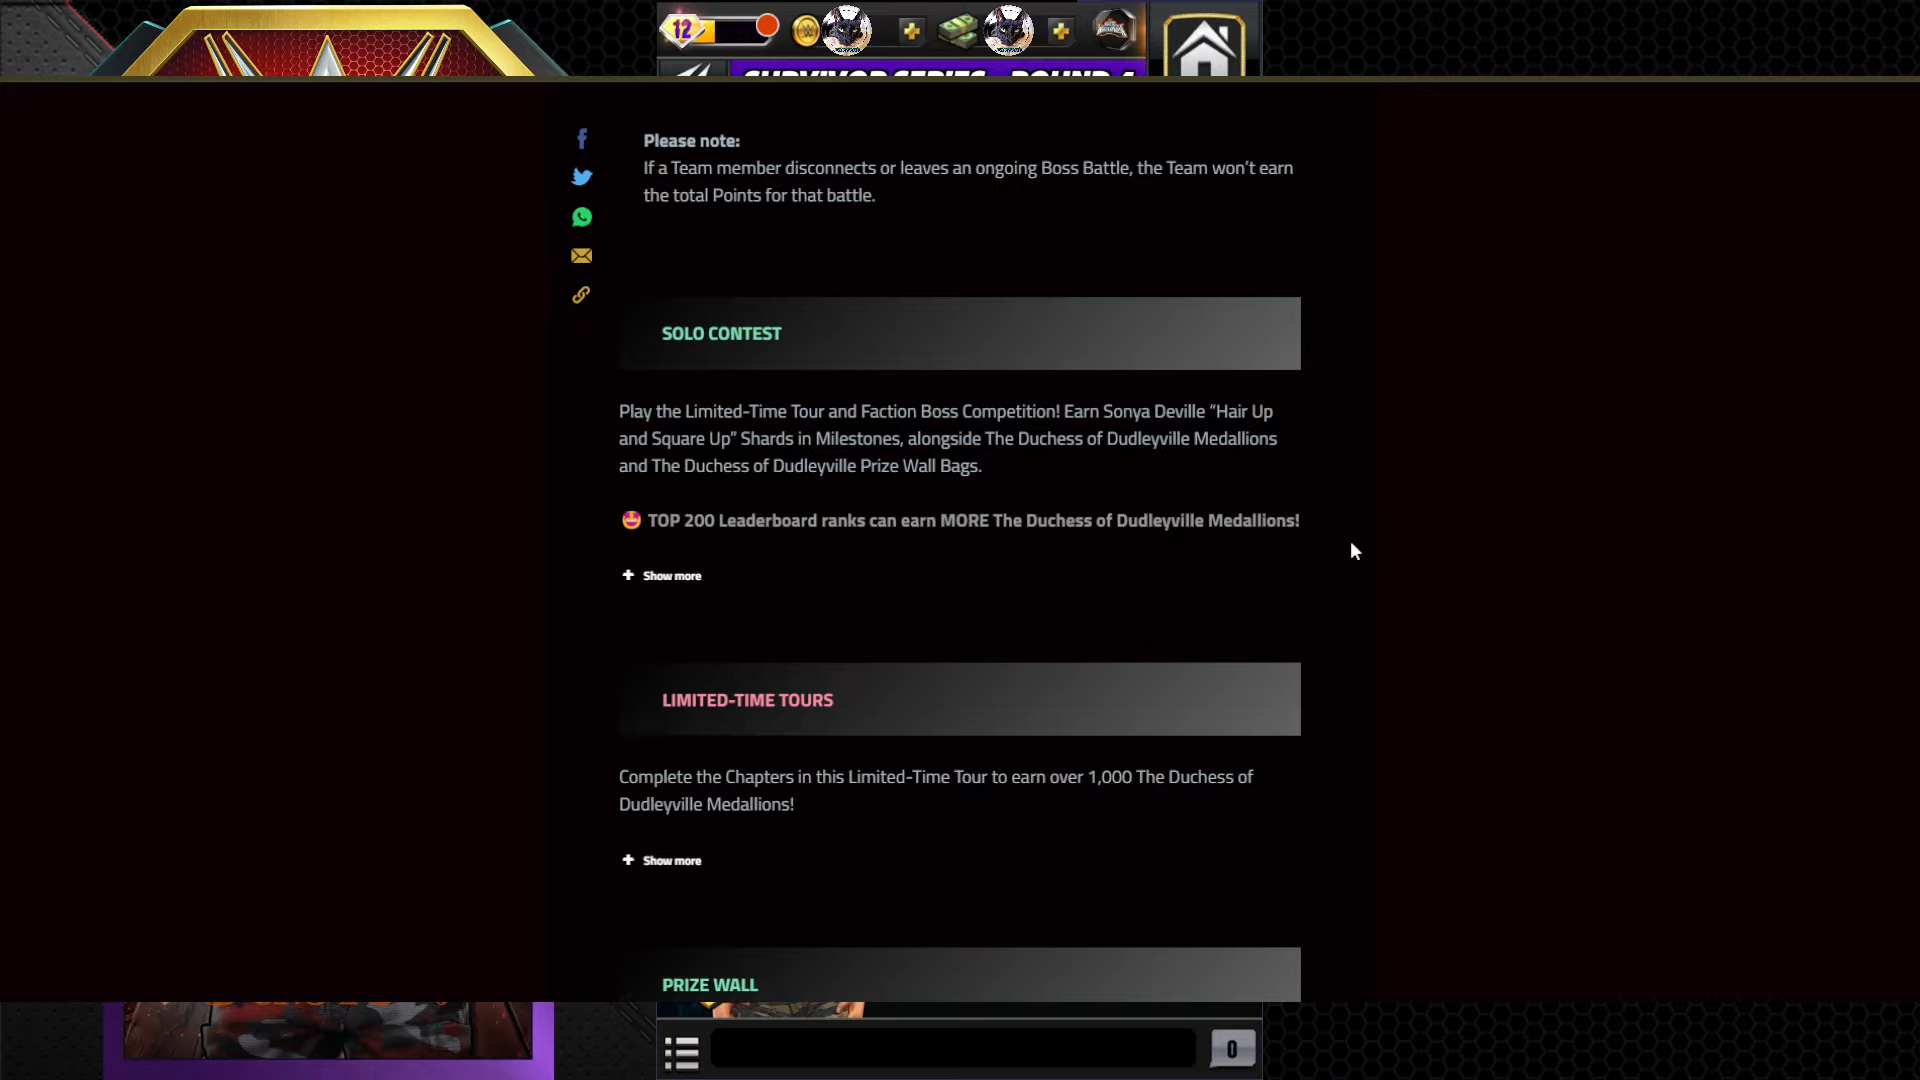 12
SURVIVOR SERIES - ROUND 4
Please note:
If a Team member disconnects or leaves an ongoing Boss Battle, the Team won’t earn
the total Points for that battle.
SOLO CONTEST
Play the Limited-Time Tour and Faction Boss Competition! Earn Sonya Deville “Hair Up
and Square Up” Shards in Milestones, alongside The Duchess of Dudleyville Medallions
and The Duchess of Dudleyville Prize Wall Bags.
TOP 200 Leaderboard ranks can earn MORE The Duchess of Dudleyville Medallions!
+ Show more
LIMITED-TIME TOURS
Complete the Chapters in this Limited-Time Tour to earn over 1,000 The Duchess of
Dudleyville Medallions!
+ Show more
PRIZE WALL
0